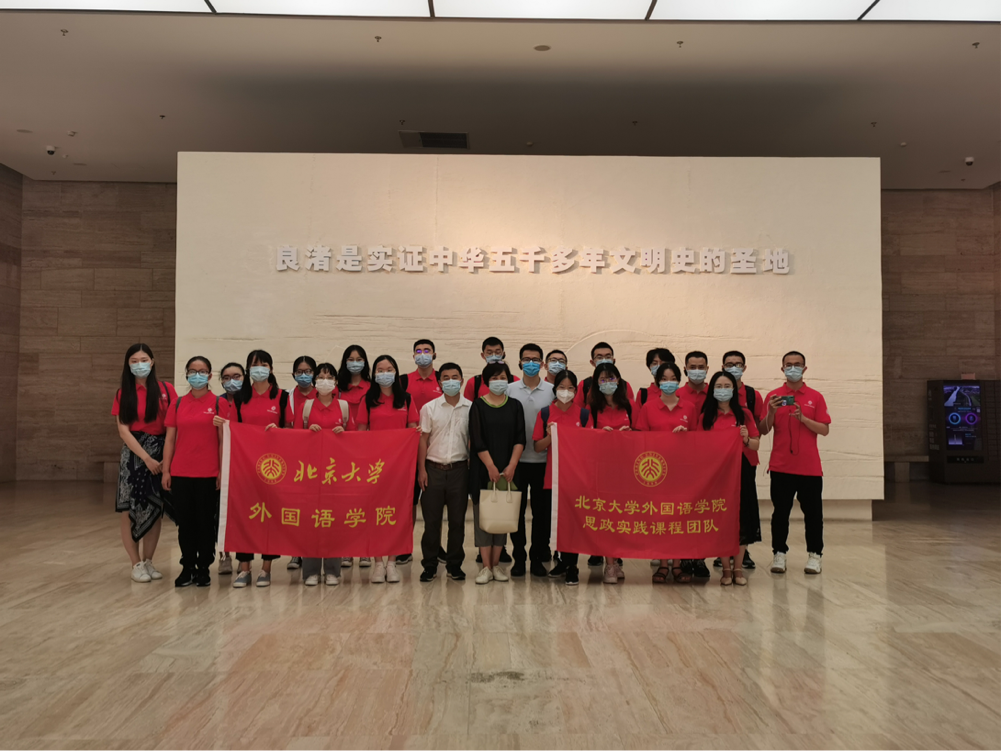 良渚是实证中华五千多年文明史的圣地
北京大学
外国语学院
北京大学外国语学院
思政实践课程团队